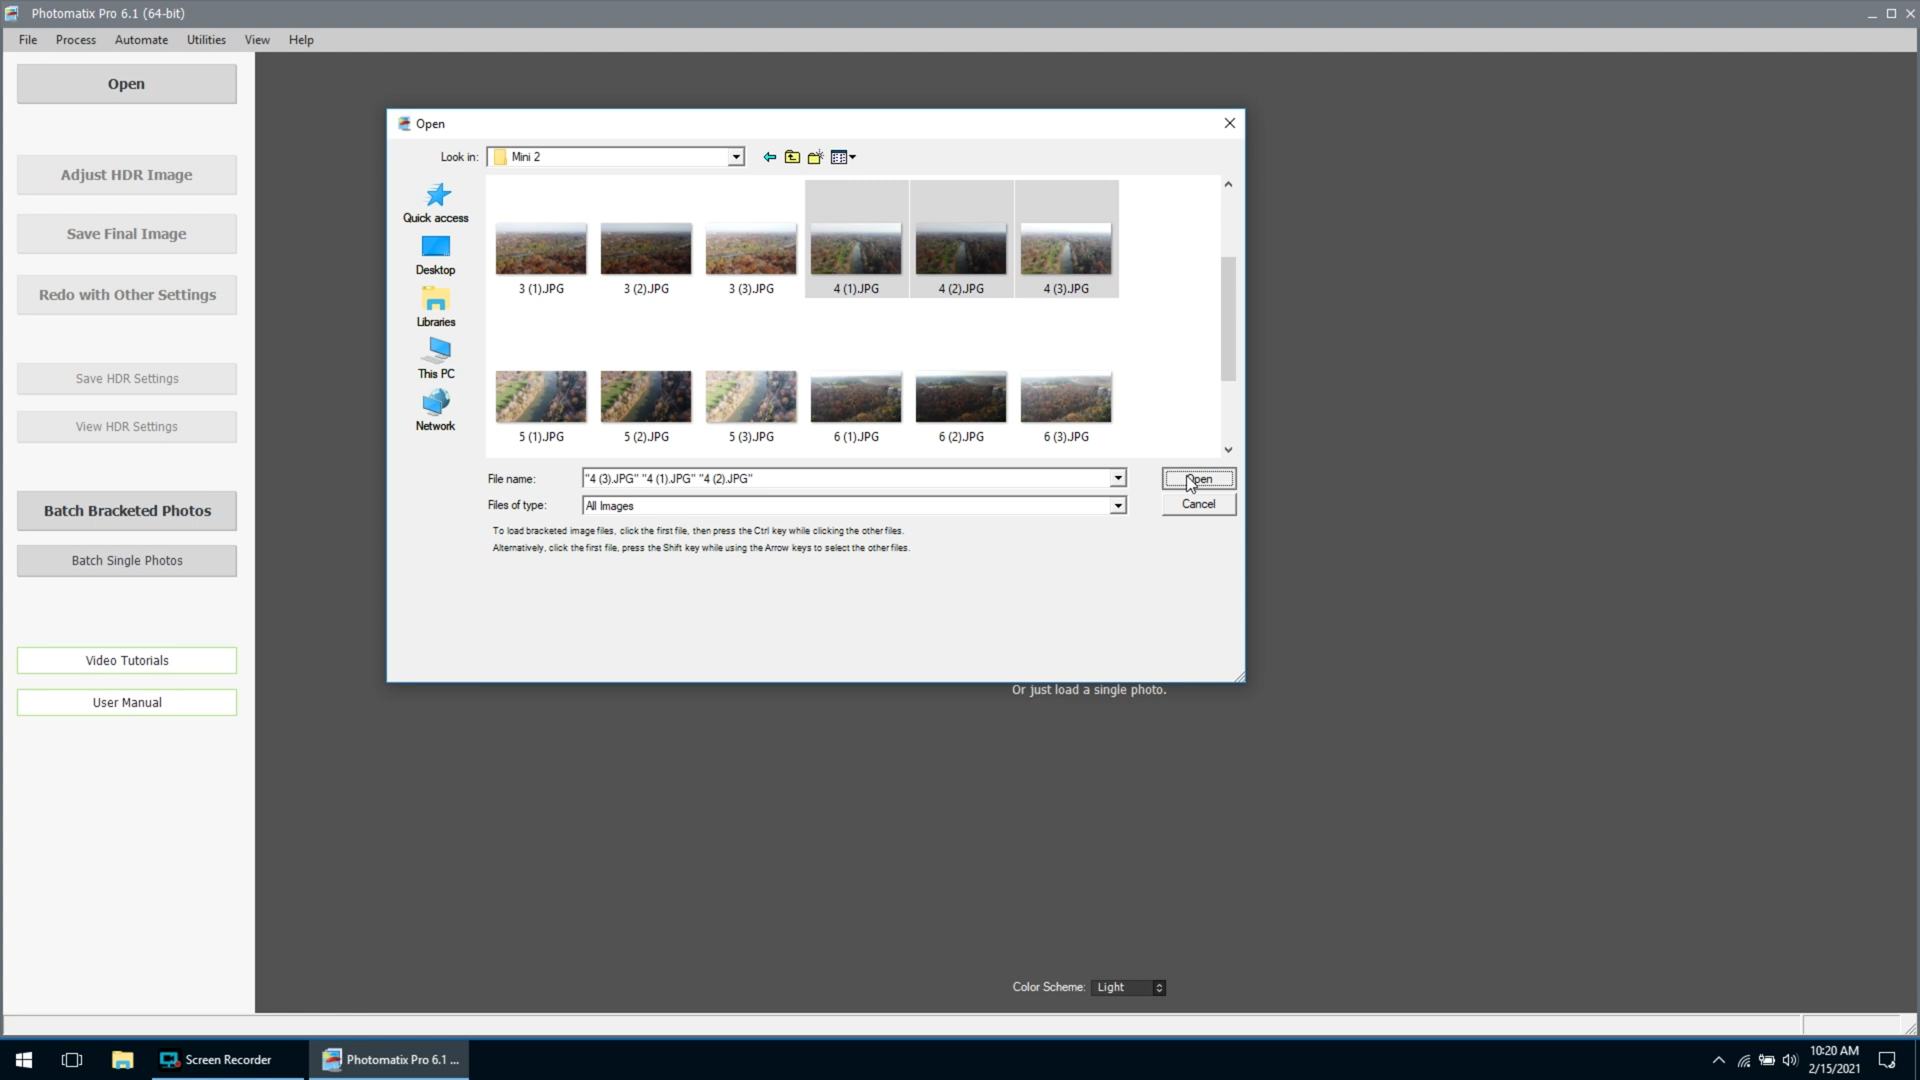 Photomatix Pro 6.1 (64-bit)
File Process Automate Utilities View Help
Open
Adjust HDR Image
Save Final Image
Redo with Other Settings
Save HDR Settings
View HDR Settings
Batch Bracketed Photos
Batch Single Photos
Video Tutorials
User Manual
Open
Look in: Mini 2
Quick access
Desktop
Libraries
This PC
Network
3 (1).JPG 3 (2).JPG 3 (3).JPG 4 (1).JPG 4 (2).JPG 4 (3).JPG
5 (1).JPG 5 (2).JPG 5 (3).JPG 6 (1).JPG 6 (2).JPG 6 (3).JPG
File name: "4 (3).JPG" "4 (1).JPG" "4 (2).JPG" Open
Files of type: All Images Cancel
To load bracketed image files, click the first file, then press the Ctrl key while clicking the other files.
Alternatively, click the first file, press the Shift key while using the Arrow keys to select the other files.
Or just load a single photo.
Color Scheme: Light
Screen Recorder Photomatix Pro 6.1 ...
10:20 AM
2/15/2021